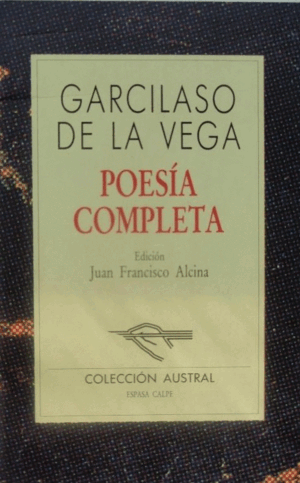 GARCILASO
DE LA VEGA
POESÍA
COMPLETA
Edición
Juan Francisco Alcina
COLECCIÓN AUSTRAL
ESPASA CALPE